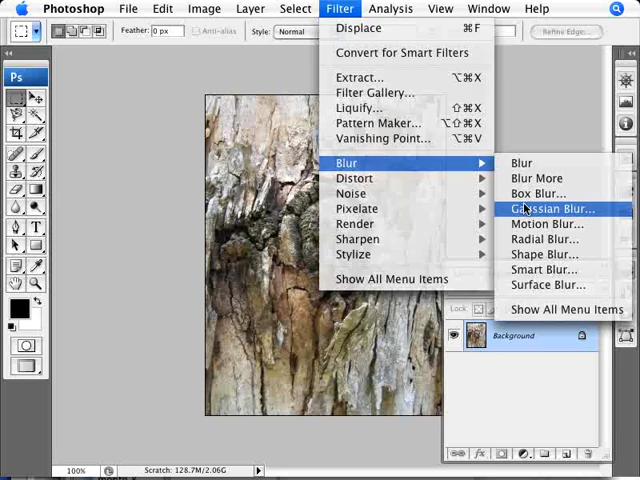 Photoshop File Edit Image Layer Select Filter Analysis View Window Help
Feather: 0 px Anti-alias Style: Normal Refine Edge...
Ps
Displace ⌘F
Convert for Smart Filters
Extract... ⌥⌘X
Filter Gallery...
Liquify... ⇧⌘X
Pattern Maker... ⌥⇧⌘X
Vanishing Point... ⌥⌘V
Blur
Distort
Noise
Pixelate
Render
Sharpen
Stylize
Show All Menu Items
Blur
Blur More
Box Blur...
Gaussian Blur...
Motion Blur...
Radial Blur...
Shape Blur...
Smart Blur...
Surface Blur...
Show All Menu Items
Lock:
Background
100% Scratch: 128.7M/2.06G